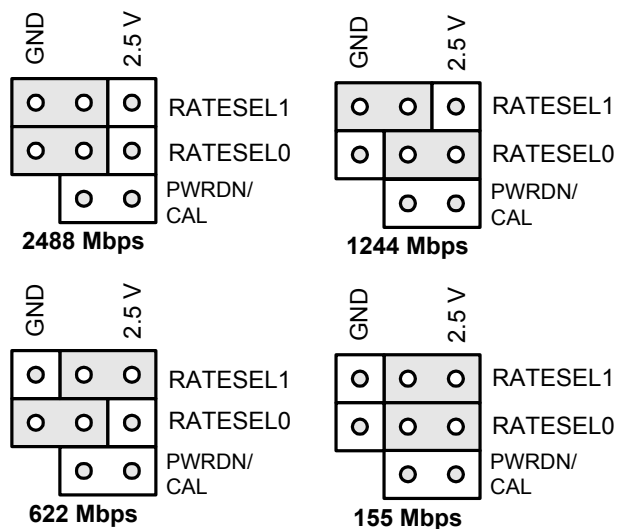 GND
2.5 V
RATESEL1
RATESEL0
PWRDN/
CAL
2488 Mbps
GND
2.5 V
RATESEL1
RATESEL0
PWRDN/
CAL
1244 Mbps
GND
2.5 V
RATESEL1
RATESEL0
PWRDN/
CAL
622 Mbps
GND
2.5 V
RATESEL1
RATESEL0
PWRDN/
CAL
155 Mbps